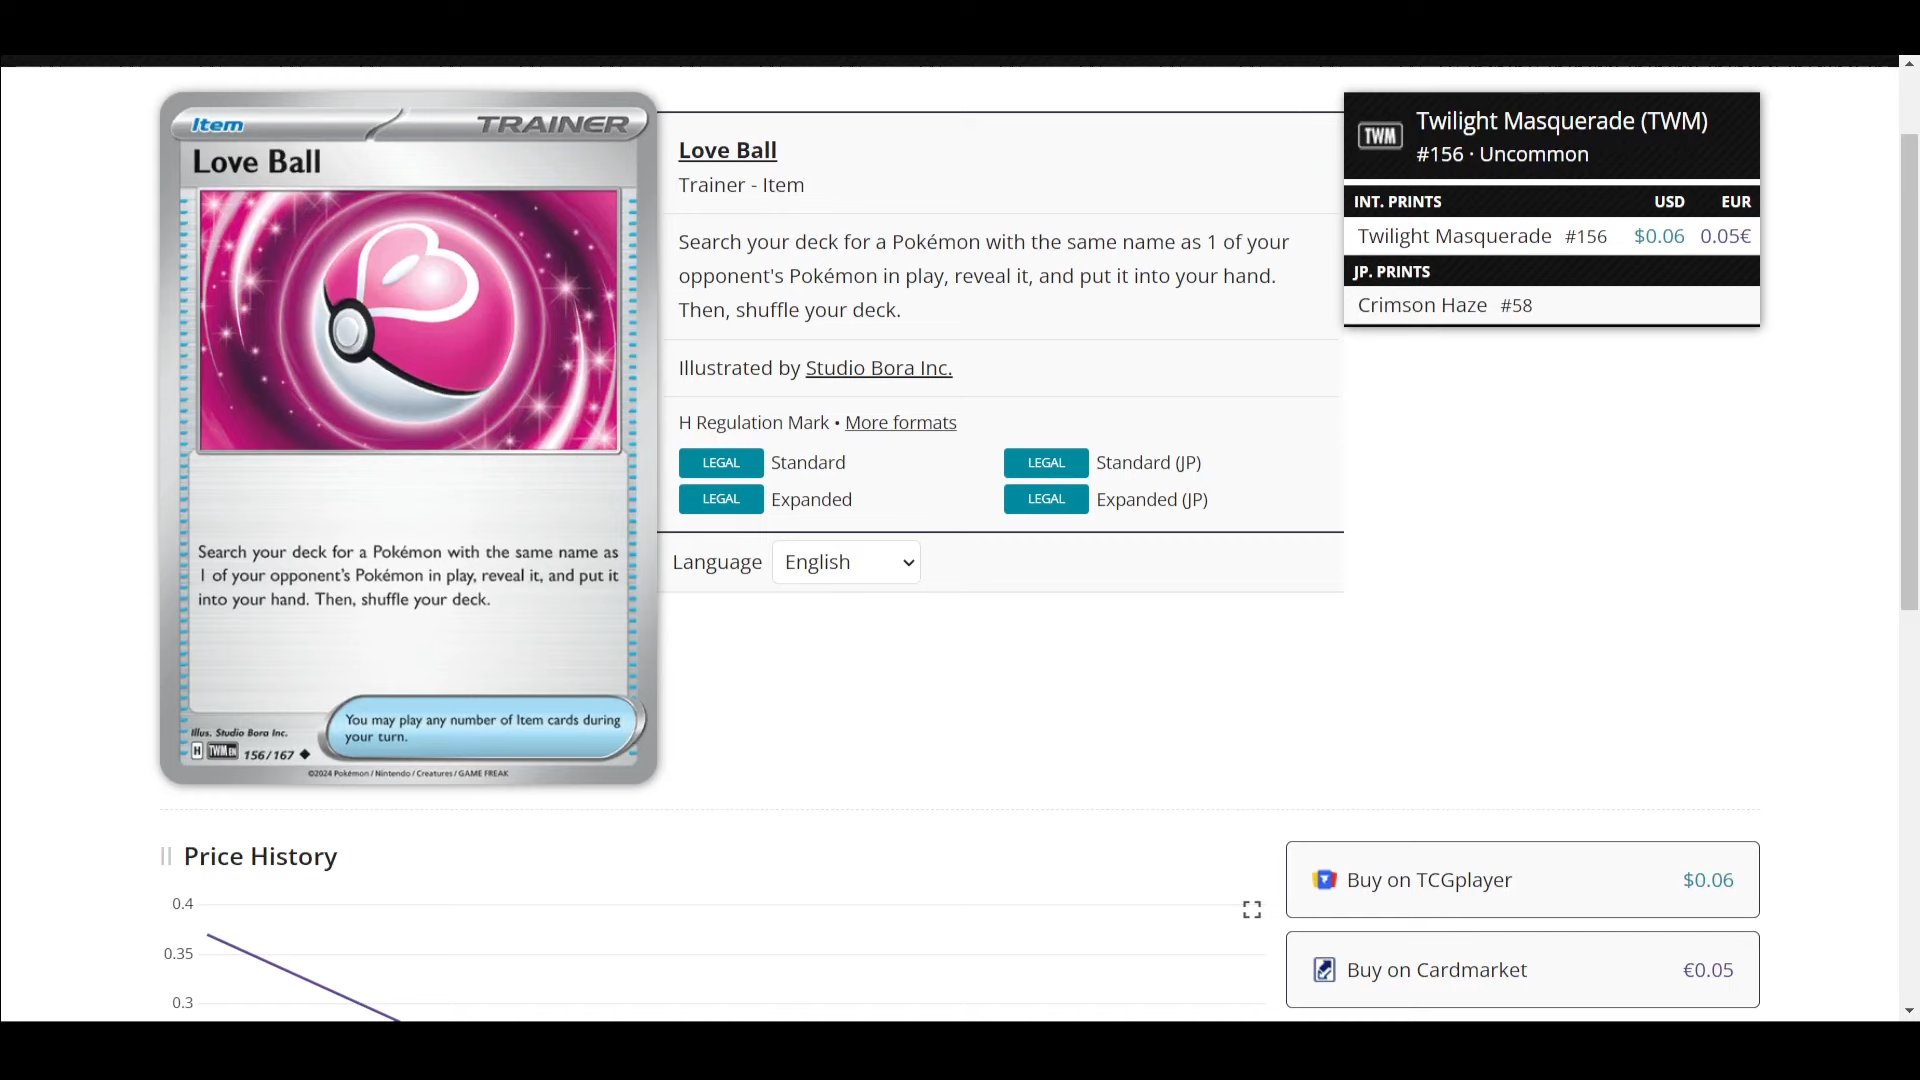 Item
TRAINER
Love Ball
Search your deck for a Pokémon with the same name as
1 of your opponent's Pokémon in play, reveal it, and put it
into your hand. Then, shuffle your deck.
You may play any number of Item cards during
your turn.
Illus. Studio Bora Inc.
H TWM EN 156/167
©2024 Pokémon / Nintendo / Creatures / GAME FREAK
Love Ball
Trainer - Item
Search your deck for a Pokémon with the same name as 1 of your
opponent's Pokémon in play, reveal it, and put it into your hand.
Then, shuffle your deck.
Illustrated by Studio Bora Inc.
H Regulation Mark • More formats
LEGAL Standard LEGAL Standard (JP)
LEGAL Expanded LEGAL Expanded (JP)
Language English
TWM
Twilight Masquerade (TWM)
#156 · Uncommon
INT. PRINTS USD EUR
Twilight Masquerade #156 $0.06 0.05€
JP. PRINTS
Crimson Haze #58
Price History
0.4
0.35
0.3
Buy on TCGplayer $0.06
Buy on Cardmarket €0.05